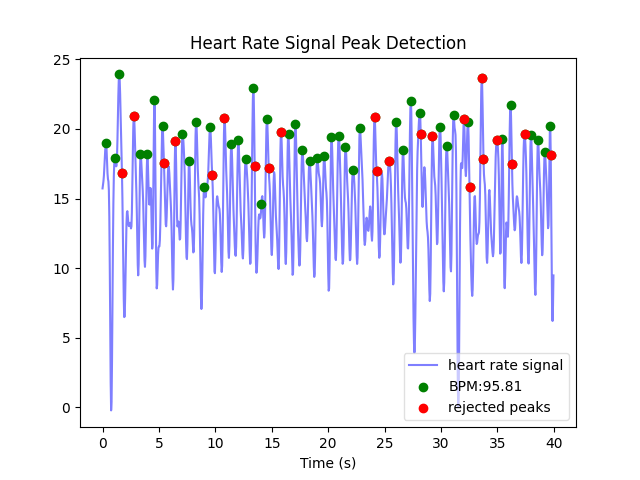 Heart Rate Signal Peak Detection
25
20
15
10
5
0
heart rate signal
BPM:95.81
rejected peaks
0 5 10 15 20 25 30 35 40
Time (s)